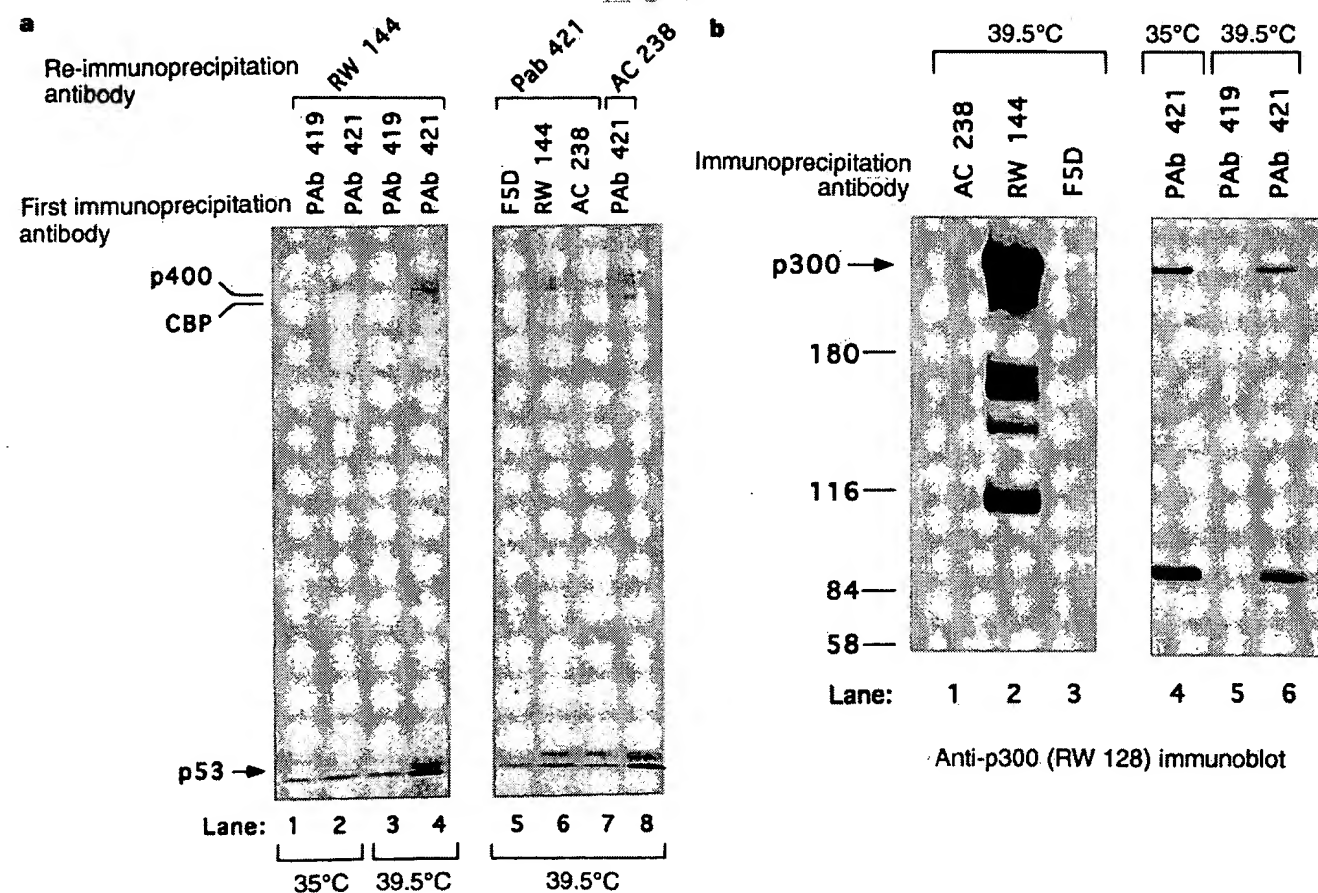 a
Re-immunoprecipitation antibody
RW 144
Pab 421
AC 238
First immunoprecipitation antibody
PAb 419
PAb 421
PAb 419
PAb 421
F5D
RW 144
AC 238
PAb 421
p400
CBP
p53
Lane: 1 2 3 4 5 6 7 8
35°C 39.5°C 39.5°C
b
39.5°C 35°C 39.5°C
Immunoprecipitation antibody
AC 238
RW 144
F5D
PAb 421
PAb 419
PAb 421
p300
180
116
84
58
Lane: 1 2 3 4 5 6
Anti-p300 (RW 128) immunoblot